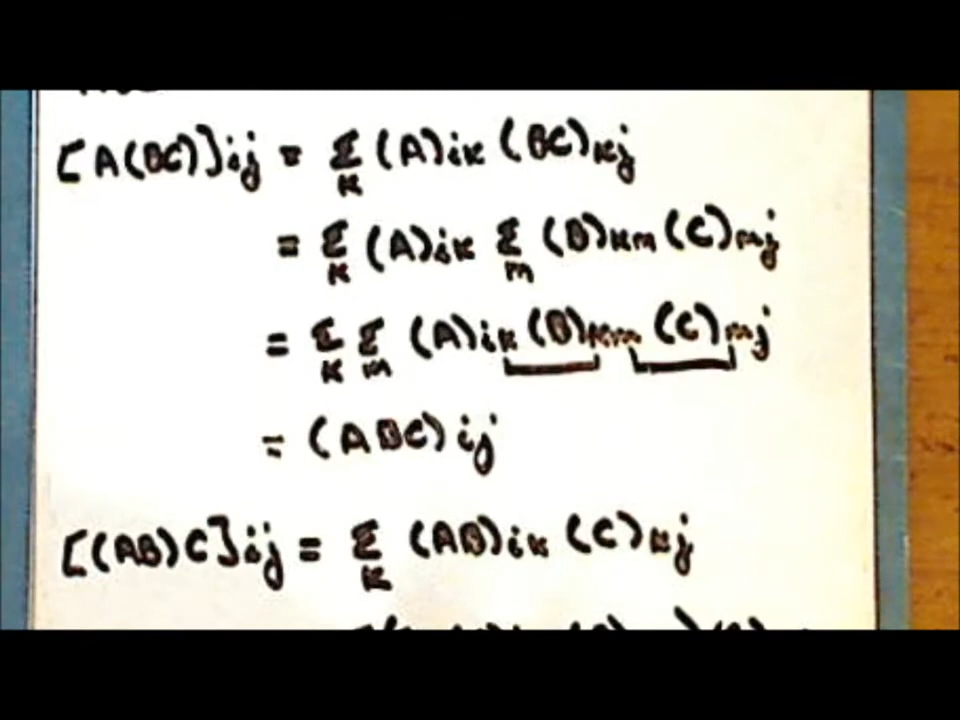 [A(BC)]ij = Σk (A)ik (BC)kj
= Σk (A)ik Σm (B)km (C)mj
= Σk Σm (A)ik (B)km (C)mj
= (ABC)ij
[(AB)C]ij = Σk (AB)ik (C)kj